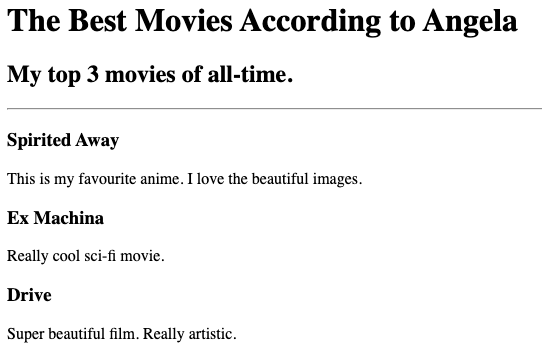 The Best Movies According to Angela
My top 3 movies of all-time.
Spirited Away
This is my favourite anime. I love the beautiful images.
Ex Machina
Really cool sci-fi movie.
Drive
Super beautiful film. Really artistic.